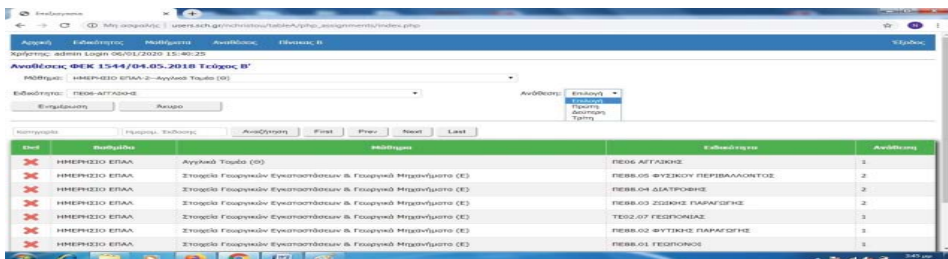 Επεξεργασία
Μη ασφαλής | users.sch.gr/nchristou/tableA/php_assignments/index.php
Αρχική Ειδικότητες Μαθήματα Αναθέσεις Πίνακας Β Έξοδος
Χρήστης: admin Login 06/01/2020 15:40:25
Αναθέσεις ΦΕΚ 1544/04.05.2018 Τεύχος Β'
Μάθημα: ΗΜΕΡΗΣΙΟ ΕΠΑΛ-2--Αγγλικά Τομέα (Θ)
Ειδικότητα: ΠΕ06-ΑΓΓΛΙΚΗΣ Ανάθεση: Επιλογή
Επιλογή
Πρώτη
Δεύτερη
Τρίτη
Ενημέρωση Άκυρο
Κατηγορία Ημερομ. Έκδοσης Αναζήτηση First Prev Next Last
Del Βαθμίδα Μάθημα Ειδικότητα Ανάθεση
ΗΜΕΡΗΣΙΟ ΕΠΑΛ Αγγλικά Τομέα (Θ) ΠΕ06 ΑΓΓΛΙΚΗΣ 1
ΗΜΕΡΗΣΙΟ ΕΠΑΛ Στοιχεία Γεωργικών Εγκαταστάσεων & Γεωργικά Μηχανήματα (Ε) ΠΕ88.05 ΦΥΣΙΚΟΥ ΠΕΡΙΒΑΛΛΟΝΤΟΣ 2
ΗΜΕΡΗΣΙΟ ΕΠΑΛ Στοιχεία Γεωργικών Εγκαταστάσεων & Γεωργικά Μηχανήματα (Ε) ΠΕ88.04 ΔΙΑΤΡΟΦΗΣ 2
ΗΜΕΡΗΣΙΟ ΕΠΑΛ Στοιχεία Γεωργικών Εγκαταστάσεων & Γεωργικά Μηχανήματα (Ε) ΠΕ88.03 ΖΩΙΚΗΣ ΠΑΡΑΓΩΓΗΣ 2
ΗΜΕΡΗΣΙΟ ΕΠΑΛ Στοιχεία Γεωργικών Εγκαταστάσεων & Γεωργικά Μηχανήματα (Ε) ΤΕ02.07 ΓΕΩΠΟΝΙΑΣ 1
ΗΜΕΡΗΣΙΟ ΕΠΑΛ Στοιχεία Γεωργικών Εγκαταστάσεων & Γεωργικά Μηχανήματα (Ε) ΠΕ88.02 ΦΥΤΙΚΗΣ ΠΑΡΑΓΩΓΗΣ 1
ΗΜΕΡΗΣΙΟ ΕΠΑΛ Στοιχεία Γεωργικών Εγκαταστάσεων & Γεωργικά Μηχανήματα (Ε) ΠΕ88.01 ΓΕΩΠΟΝΟΙ 1
3:45 μμ